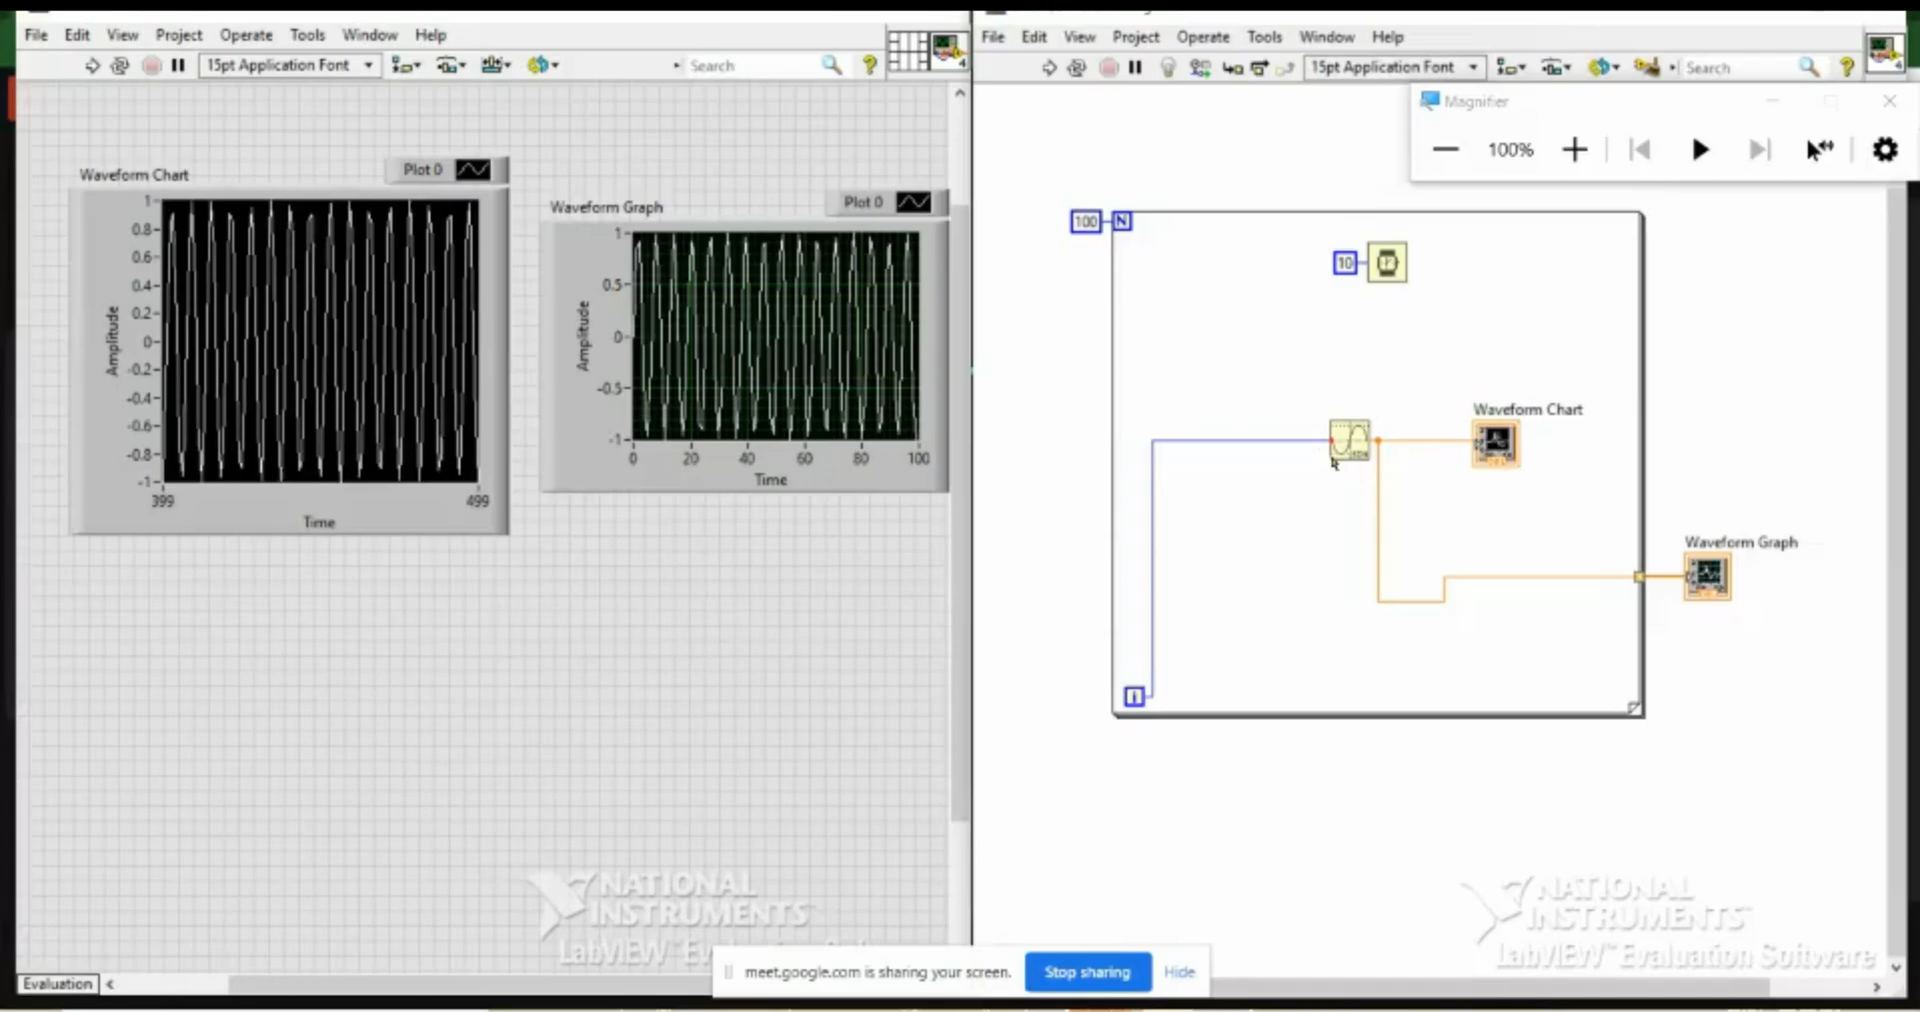 File Edit View Project Operate Tools Window Help
15pt Application Font
Search
Waveform Chart
Plot 0
1
0.8
0.6
0.4
0.2
0
-0.2
-0.4
-0.6
-0.8
-1
Amplitude
399 499
Time
Waveform Graph
Plot 0
1
0.5
0
-0.5
-1
Amplitude
0 20 40 60 80 100
Time
NATIONAL
INSTRUMENTS
LabVIEW
Evaluation
File Edit View Project Operate Tools Window Help
15pt Application Font
Search
Magnifier
100%
100 N
10
Waveform Chart
Waveform Graph
i
NATIONAL
INSTRUMENTS
LabVIEW™ Evaluation Software
meet.google.com is sharing your screen. Stop sharing Hide